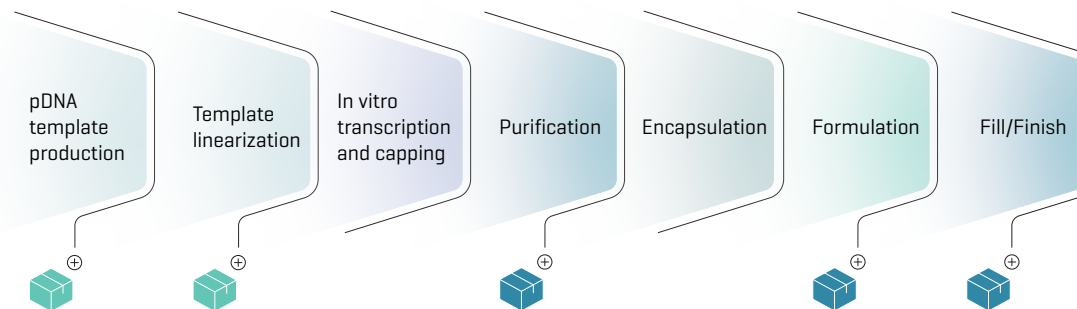 pDNA
template
production
Template
linearization
In vitro
transcription
and capping
Purification
Encapsulation
Formulation
Fill/Finish